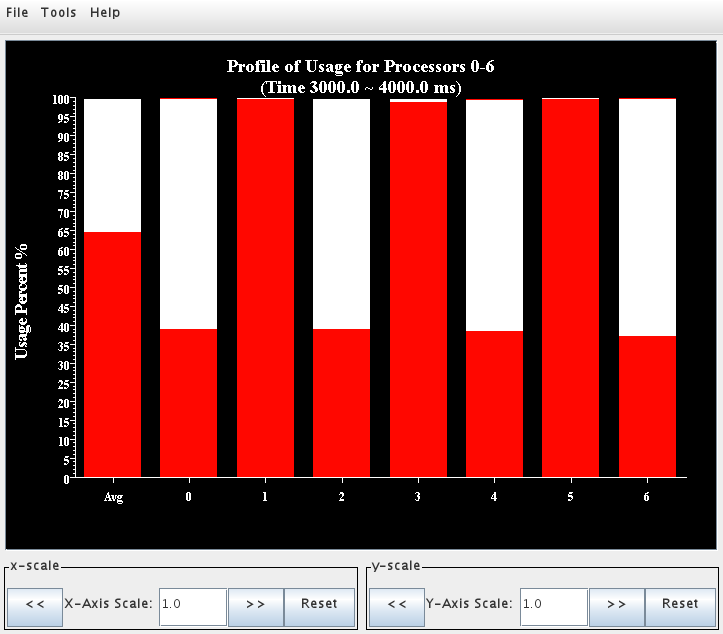 File Tools Help
Profile of Usage for Processors 0-6
(Time 3000.0 ~ 4000.0 ms)
Usage Percent %
100
95
90
85
80
75
70
65
60
55
50
45
40
35
30
25
20
15
10
5
0
Avg 0 1 2 3 4 5 6
x-scale
<< X-Axis Scale: 1.0 >> Reset
y-scale
<< Y-Axis Scale: 1.0 >> Reset